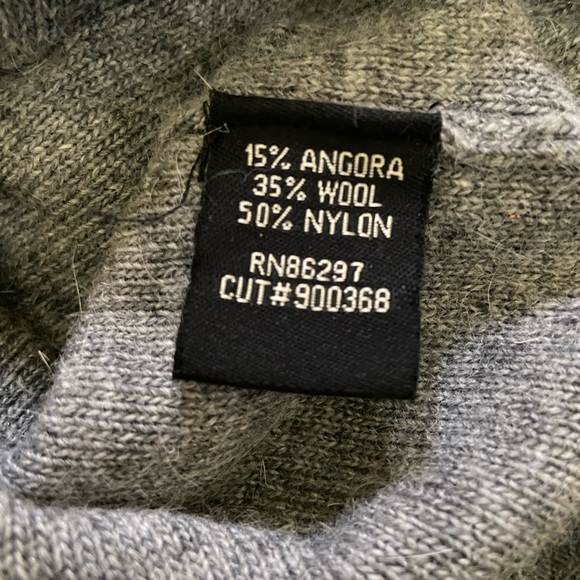 15% ANGORA
35% WOOL
50% NYLON
RN86297
CUT#900368